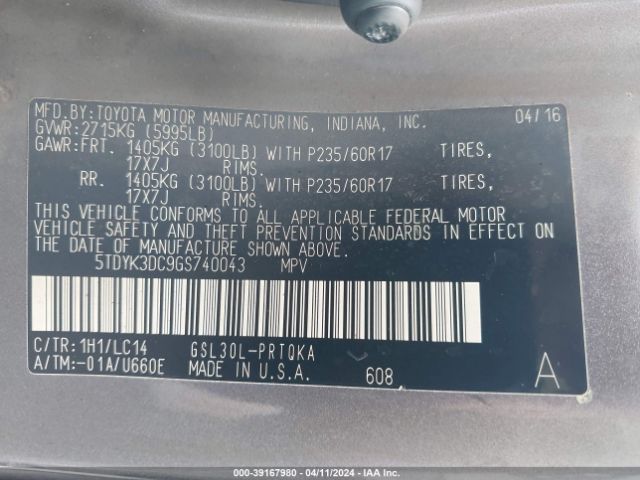 MFD.BY:TOYOTA MOTOR MANUFACTURING, INDIANA, INC. 04/16
GVWR:2715KG (5995LB)
GAWR:FRT. 1405KG (3100LB) WITH P235/60R17 TIRES,
17X7J RIMS.
RR. 1405KG (3100LB) WITH P235/60R17 TIRES,
17X7J RIMS.
THIS VEHICLE CONFORMS TO ALL APPLICABLE FEDERAL MOTOR
VEHICLE SAFETY AND THEFT PREVENTION STANDARDS IN EFFECT
ON THE DATE OF MANUFACTURE SHOWN ABOVE.
5TDYK3DC9GS740043 MPV
C/TR:1H1/LC14 GSL30L-PRTQKA
A/TM:-01A/U660E MADE IN U.S.A. 608 A
000-39167980 / 04/11/2024 / IAA Inc.